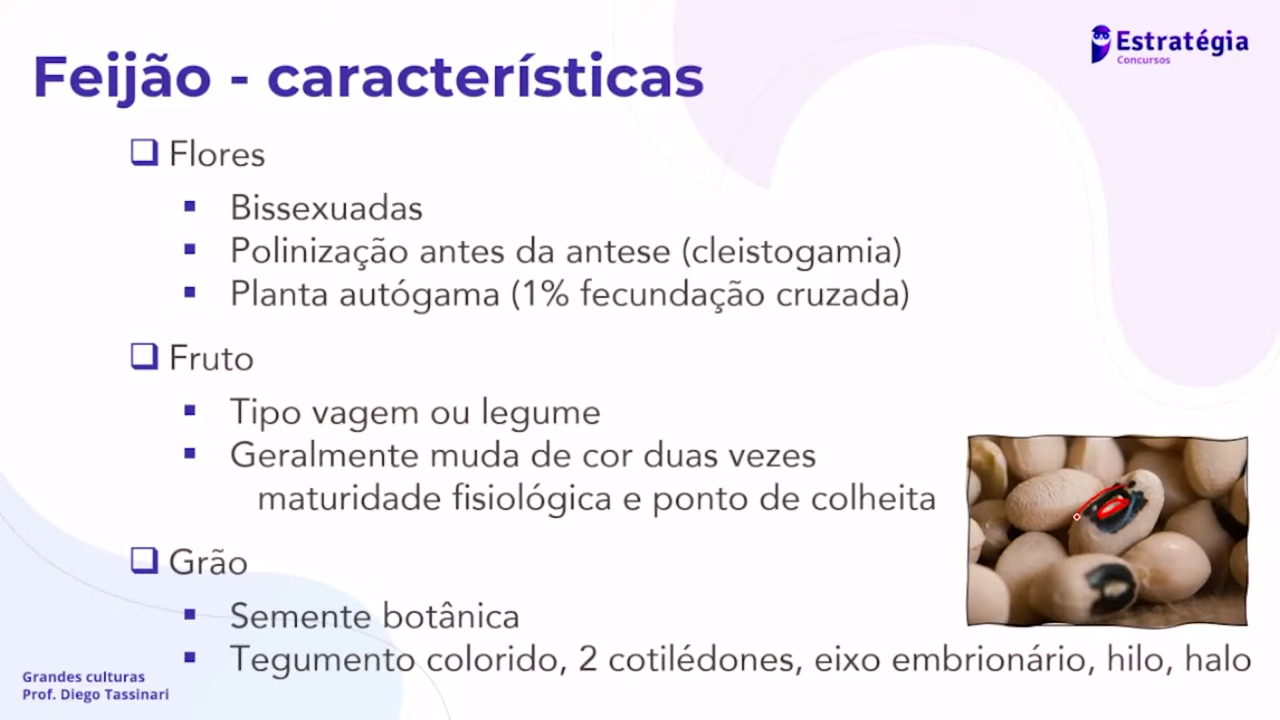 Estratégia
Concursos
Feijão - características
Flores
Bissexuadas
Polinização antes da antese (cleistogamia)
Planta autógama (1% fecundação cruzada)
Fruto
Tipo vagem ou legume
Geralmente muda de cor duas vezes
maturidade fisiológica e ponto de colheita
Grão
Semente botânica
Tegumento colorido, 2 cotilédones, eixo embrionário, hilo, halo
Grandes culturas
Prof. Diego Tassinari